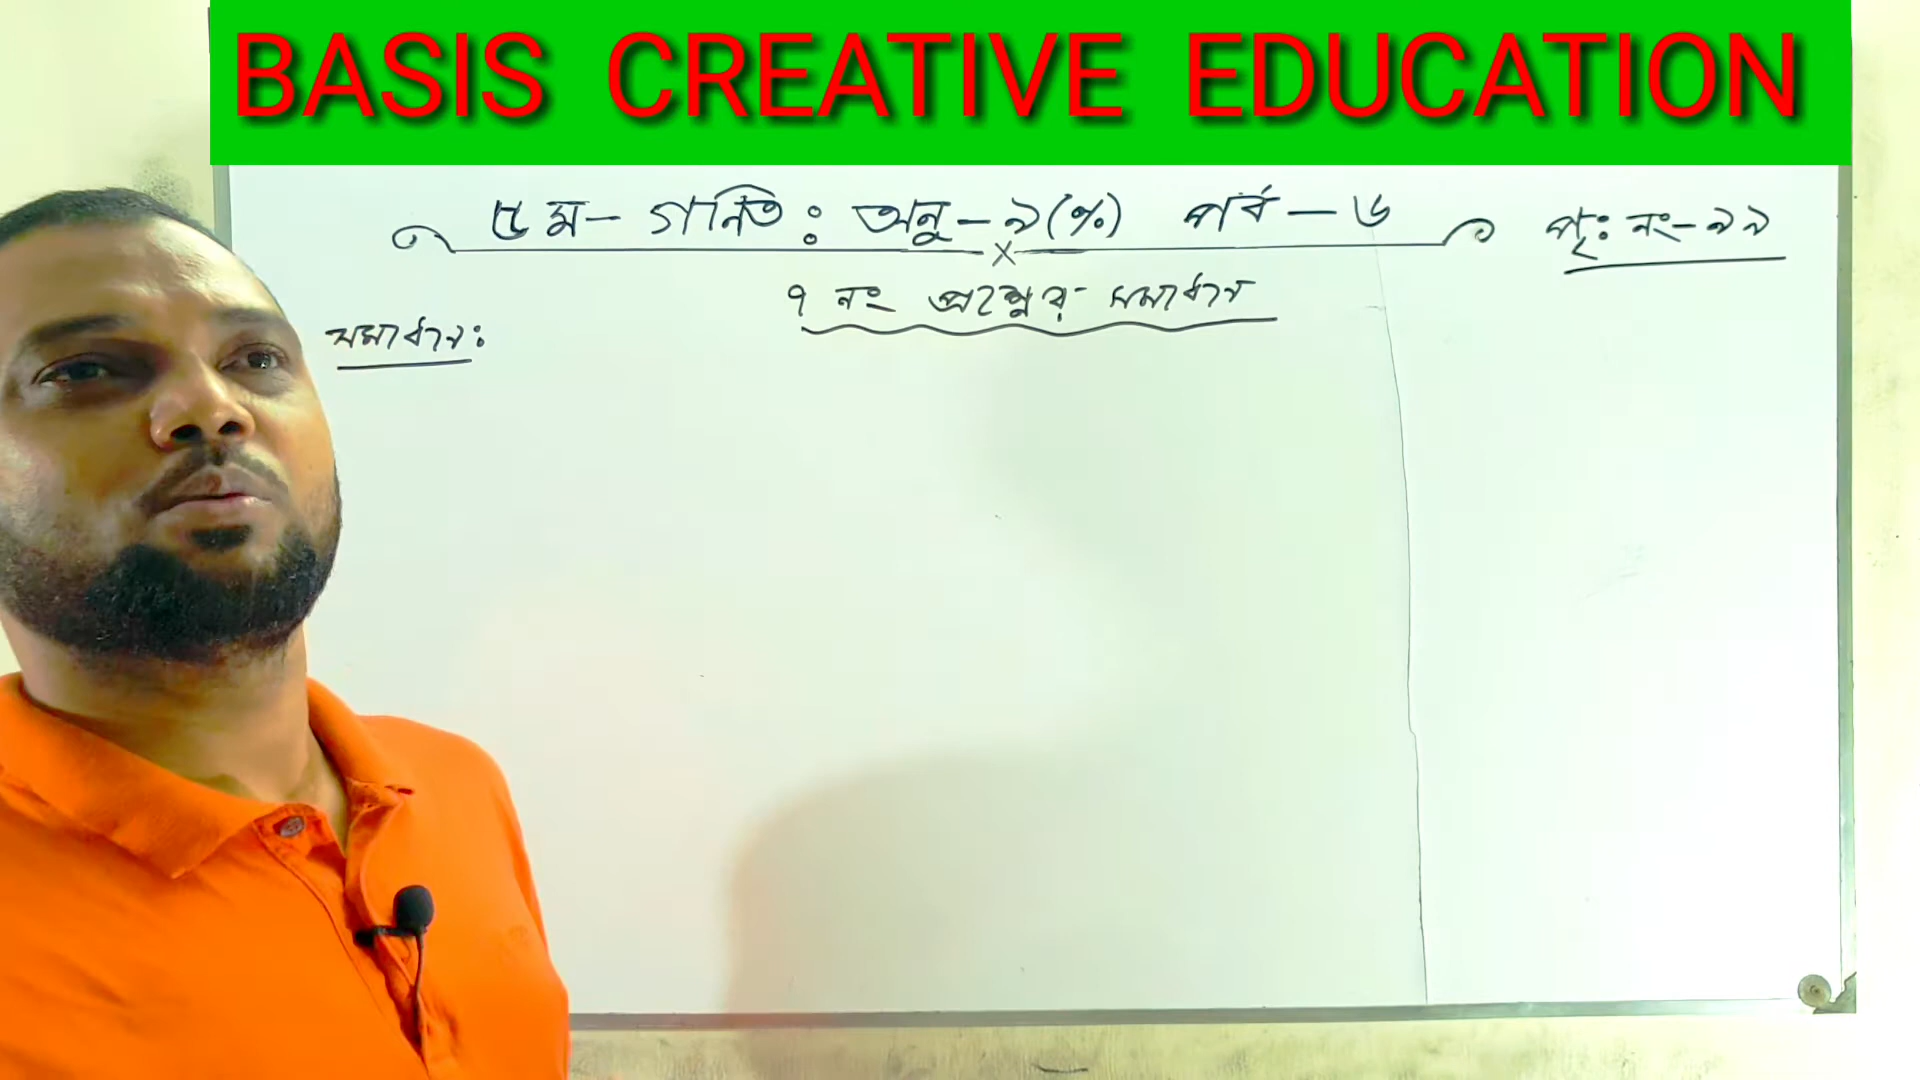 BASIS CREATIVE EDUCATION
৫ম- গণিত : অনু-৯(%) পর্ব-৬
পৃ: নং-৯৯
৭ নং প্রশ্নের সমাধান
সমাধান: